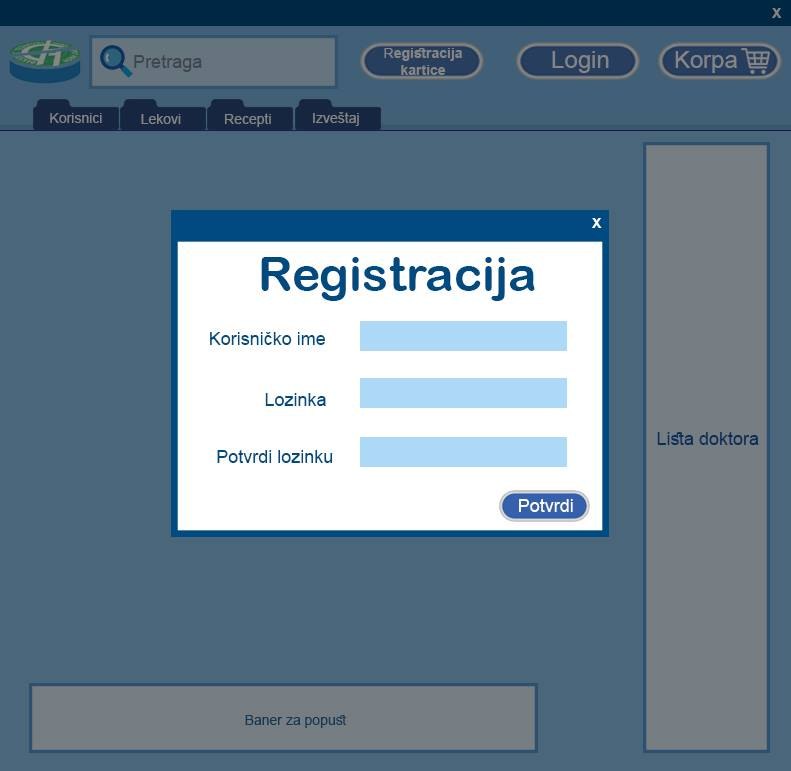 x
Pretraga
Registracija
kartice
Login
Korpa
Korisnici
Lekovi
Recepti
Izveštaj
x
Registracija
Korisničko ime
Lozinka
Potvrdi lozinku
Potvrdi
Lista doktora
Baner za popust